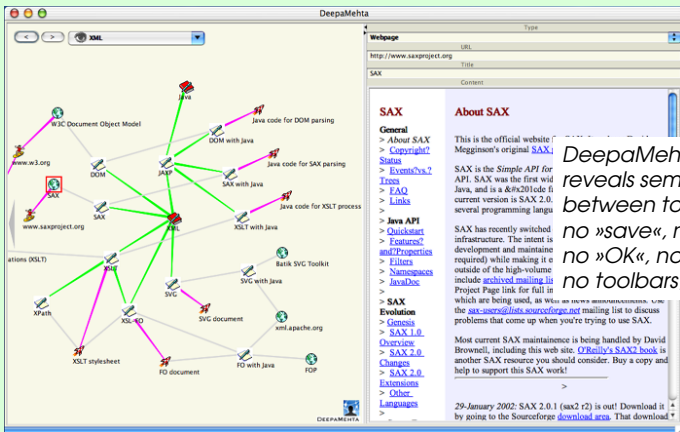 DeepaMehta
XML
Java
W3C Document Object Model
Java code for DOM parsing
DOM with Java
www.w3.org
DOM
JAXP
Java code for SAX parsing
SAX
SAX with Java
SAX
Java code for XSLT process
www.saxproject.org
XML
XSLT with Java
ations (XSLT)
XSLT
Batik SVG Toolkit
SVG
SVG with Java
XPath
XSL-FO
SVG document
xml.apache.org
XSLT stylesheet
FO document
FO with Java
FOP
DEEPAMEHTA
Type
Webpage
URL
http://www.saxproject.org
Title
SAX
Content
SAX
General
> About SAX
> Copyright?
Status
> Events?vs.?
Trees
> FAQ
> Links
>
> Java API
> Quickstart
> Features?
and?Properties
> Filters
> Namespaces
> JavaDoc
>
> SAX
Evolution
> Genesis
> SAX 1.0
Overview
> SAX 2.0
Changes
> SAX 2.0
Extensions
> Other
Languages
>
About SAX
This is the official website
Megginson's original SAX
SAX is the Simple API for
API. SAX was the first wid
Java, and is a &#x201cde f
current version is SAX 2.0.
several programming langu
SAX has recently switched
infrastructure. The intent is
development and maintene
required) while making it e
outside of the high-volume
include archived mailing lis
Project Page link for full in
which are being used, as well as news announcements. Use
the sax-users@lists.sourceforge.net mailing list to discuss
problems that come up when you're trying to use SAX.
Most current SAX maintainence is being handled by David
Brownell, including this web site. O'Reilly's SAX2 book is
another SAX resource you should consider. Buy a copy and
help to support this SAX work!
>
29-January 2002: SAX 2.0.1 (sax2 r2) is out! Download it
by going to the Sourceforge download area. That download
DeepaMeh
reveals sem
between to
no »save«, n
no »OK«, no
no toolbars